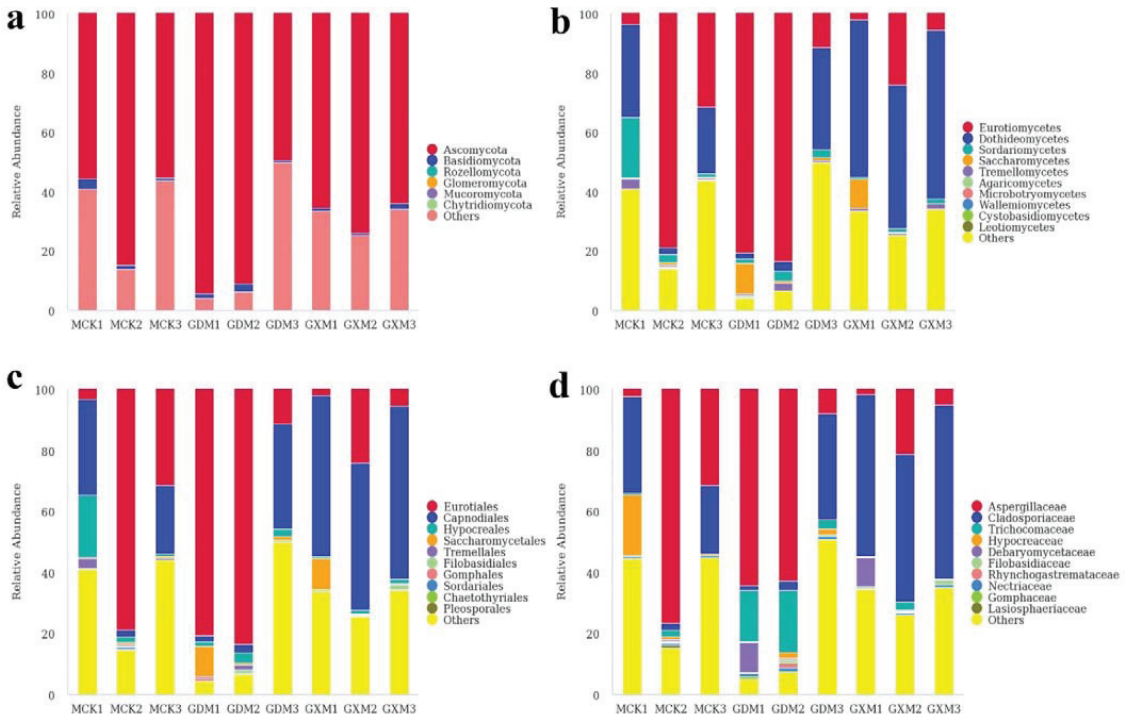 a
100
80
60
40
20
0
Relative Abundance
MCK1 MCK2 MCK3 GDM1 GDM2 GDM3 GXM1 GXM2 GXM3
Ascomycota
Basidiomycota
Rozellomycota
Glomeromycota
Mucoromycota
Chytridiomycota
Others
b
100
80
60
40
20
0
Relative Abundance
MCK1 MCK2 MCK3 GDM1 GDM2 GDM3 GXM1 GXM2 GXM3
Eurotiomycetes
Dothideomycetes
Sordariomycetes
Saccharomycetes
Tremellomycetes
Agaricomycetes
Microbotryomycetes
Wallemiomycetes
Cystobasidiomycetes
Leotiomycetes
Others
c
100
80
60
40
20
0
Relative Abundance
MCK1 MCK2 MCK3 GDM1 GDM2 GDM3 GXM1 GXM2 GXM3
Eurotiales
Capnodiales
Hypocreales
Saccharomycetales
Tremellales
Filobasidiales
Gomphales
Sordariales
Chaetothyriales
Pleosporales
Others
d
100
80
60
40
20
0
Relative Abundance
MCK1 MCK2 MCK3 GDM1 GDM2 GDM3 GXM1 GXM2 GXM3
Aspergillaceae
Cladosporiaceae
Trichocomaceae
Hypocreaceae
Debaryomycetaceae
Filobasidiaceae
Rhynchogastremataceae
Nectriaceae
Gomphaceae
Lasiosphaeriaceae
Others